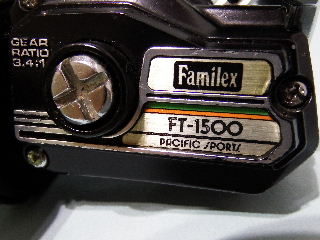 GEAR
RATIO
3.4:1
Familex
FT-1500
PACIFIC SPORTS